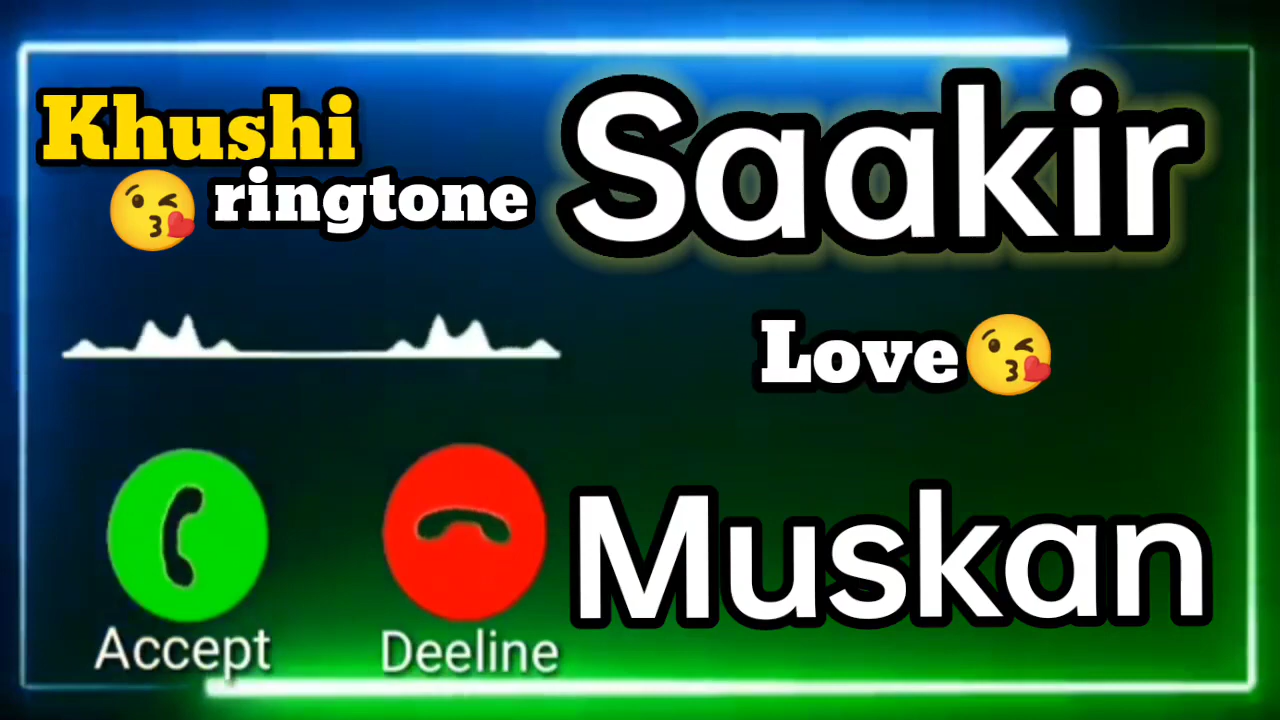 Khushi
😘 ringtone
Saakir
Love😘
Muskan
Accept
Deeline